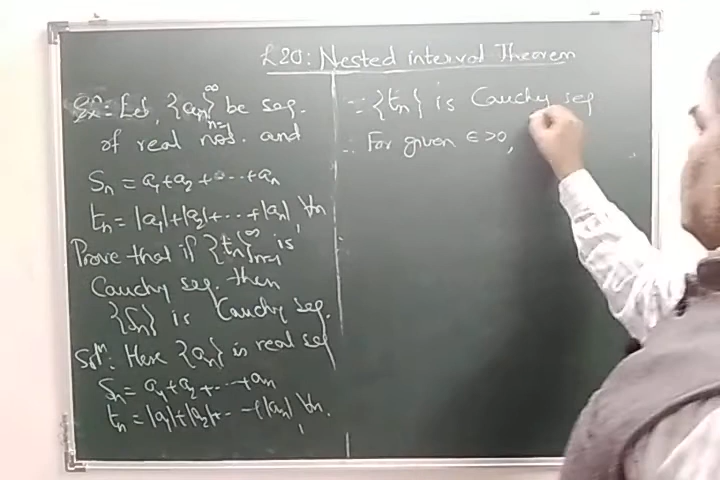 L20: Nested interval Theorem
Ex: Let, {aₙ}ₙ₌₁^∞ be seq.
of real nos. and
Sₙ = a₁+a₂+⋯+aₙ
tₙ = |a₁|+|a₂|+⋯+|aₙ|, ∀n
Prove that if {tₙ}ₙ₌₁^∞ is
Cauchy seq. then
{Sₙ} is Cauchy seq.
Solⁿ: Here {aₙ} is real seq
Sₙ = a₁+a₂+⋯+aₙ
tₙ = |a₁|+|a₂|+⋯+|aₙ|, ∀n.
∵ {tₙ} is Cauchy seq
∴ For given ε>0,